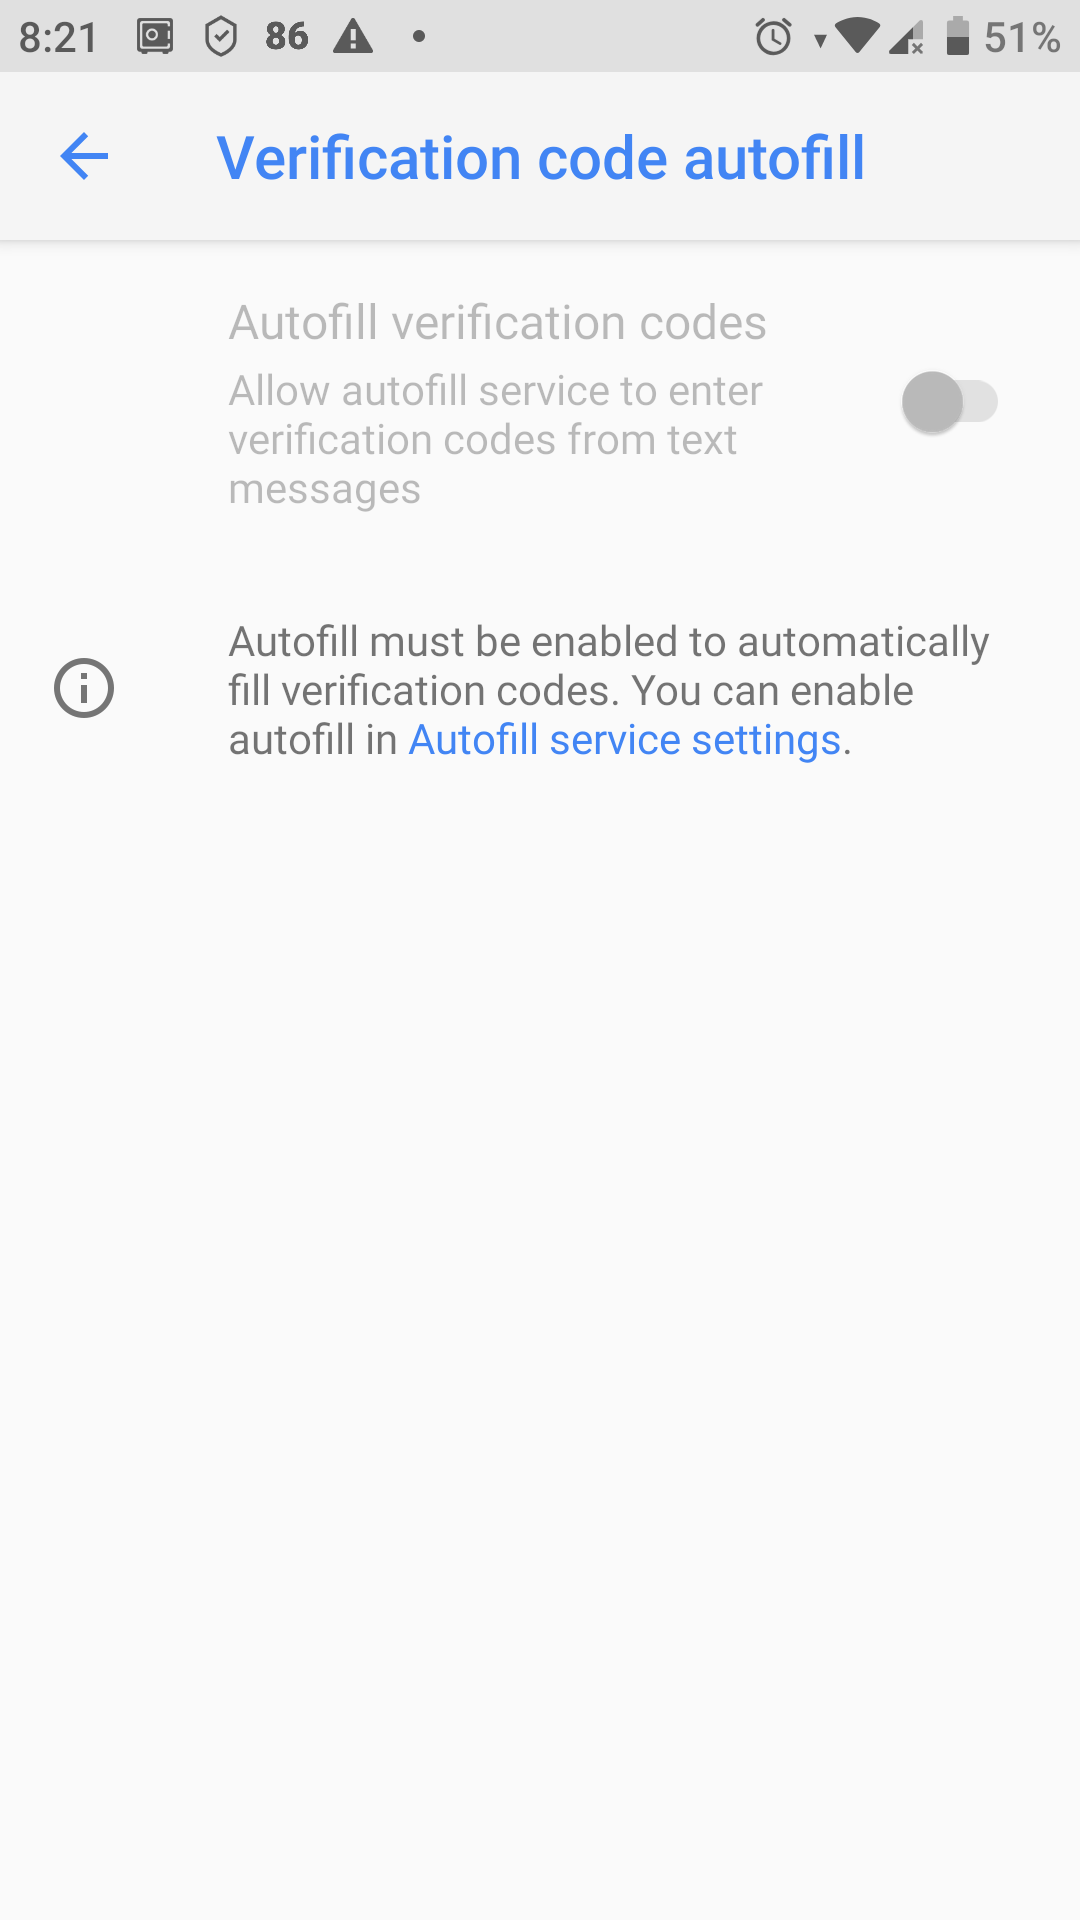 8:21 86 51%
Verification code autofill
Autofill verification codes
Allow autofill service to enter
verification codes from text
messages
Autofill must be enabled to automatically
fill verification codes. You can enable
autofill in Autofill service settings.